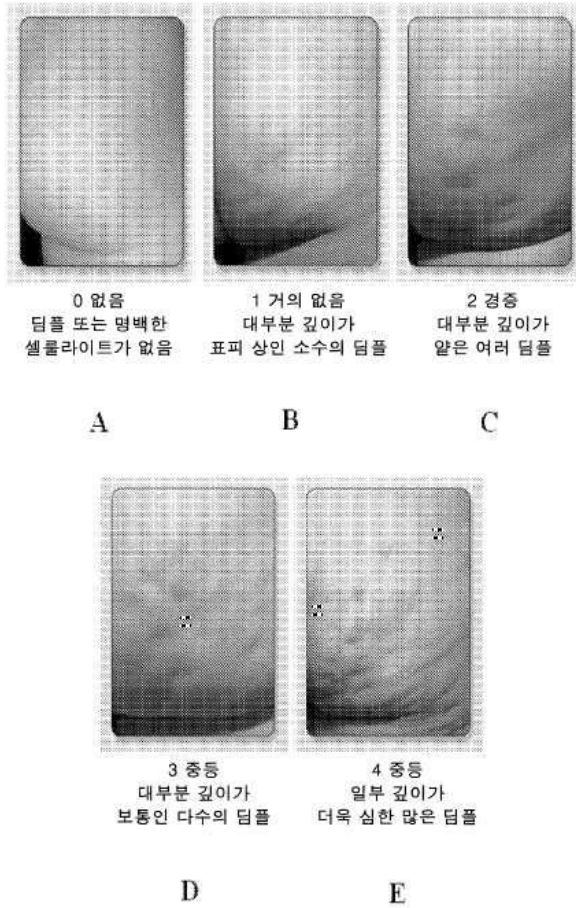 0 없음
딤플 또는 명백한
셀룰라이트가 없음
A
1 거의 없음
대부분 깊이가
표피 상인 소수의 딤플
B
2 경증
대부분 깊이가
얕은 여러 딤플
C
3 중등
대부분 깊이가
보통인 다수의 딤플
D
4 중등
일부 깊이가
더욱 심한 많은 딤플
E